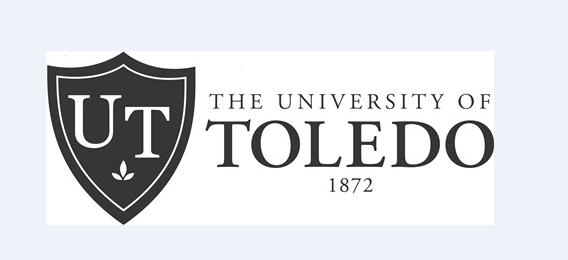 UT
THE UNIVERSITY OF
TOLEDO
1872